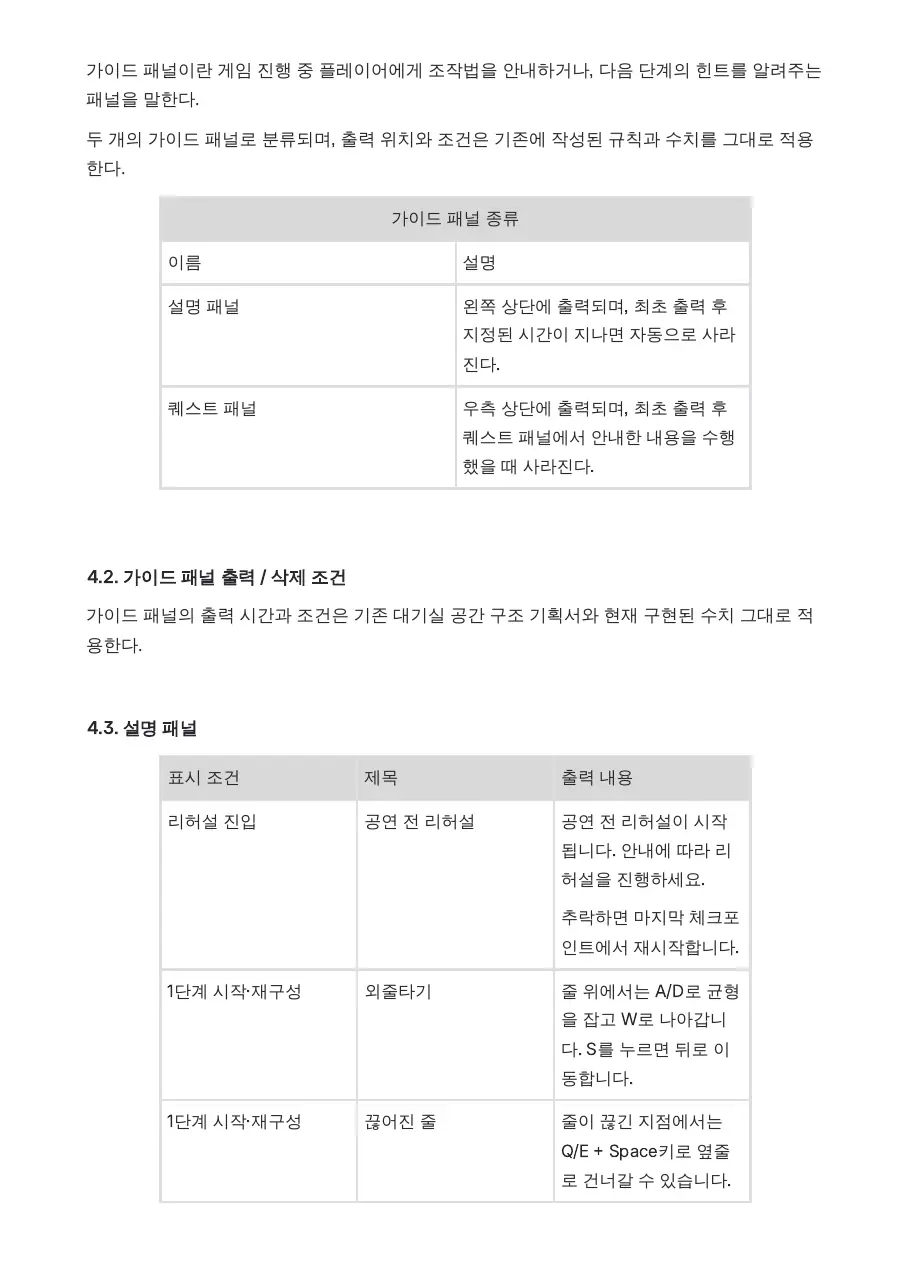 가이드 패널이란 게임 진행 중 플레이어에게 조작법을 안내하거나, 다음 단계의 힌트를 알려주는
패널을 말한다.
두 개의 가이드 패널로 분류되며, 출력 위치와 조건은 기존에 작성된 규칙과 수치를 그대로 적용
한다.
가이드 패널 종류
이름
설명
설명 패널
왼쪽 상단에 출력되며, 최초 출력 후
지정된 시간이 지나면 자동으로 사라
진다.
퀘스트 패널
우측 상단에 출력되며, 최초 출력 후
퀘스트 패널에서 안내한 내용을 수행
했을 때 사라진다.
4.2. 가이드 패널 출력 / 삭제 조건
가이드 패널의 출력 시간과 조건은 기존 대기실 공간 구조 기획서와 현재 구현된 수치 그대로 적
용한다.
4.3. 설명 패널
표시 조건
제목
출력 내용
리허설 진입
공연 전 리허설
공연 전 리허설이 시작
됩니다. 안내에 따라 리
허설을 진행하세요.
추락하면 마지막 체크포
인트에서 재시작합니다.
1단계 시작·재구성
외줄타기
줄 위에서는 A/D로 균형
을 잡고 W로 나아갑니
다. S를 누르면 뒤로 이
동합니다.
1단계 시작·재구성
끊어진 줄
줄이 끊긴 지점에서는
Q/E + Space키로 옆줄
로 건너갈 수 있습니다.